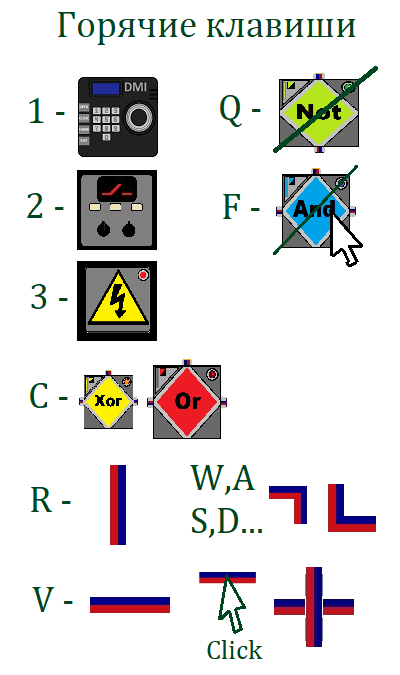 Горячие клавиши
DMI
1 -
Q -
Not
2 -
F -
And
3 -
C -
Xor
Or
R -
W,A
S,D...
V -
Click